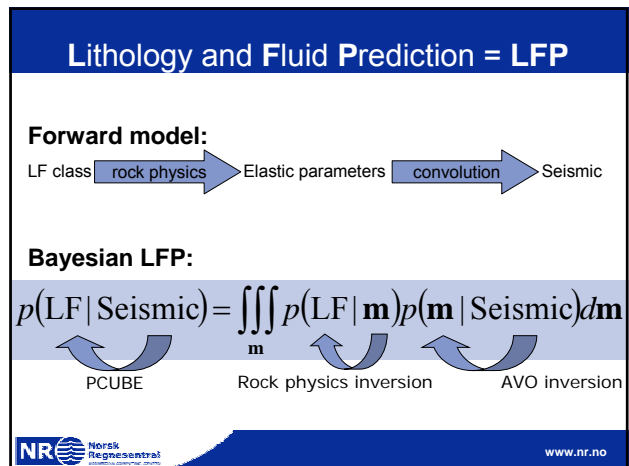 Lithology and Fluid Prediction = LFP
Forward model:
LF class rock physics Elastic parameters convolution Seismic
Bayesian LFP:
p(LF | Seismic) = ∭ p(LF | m) p(m | Seismic) dm
m
PCUBE Rock physics inversion AVO inversion
NR Norsk
Regnesentral
www.nr.no